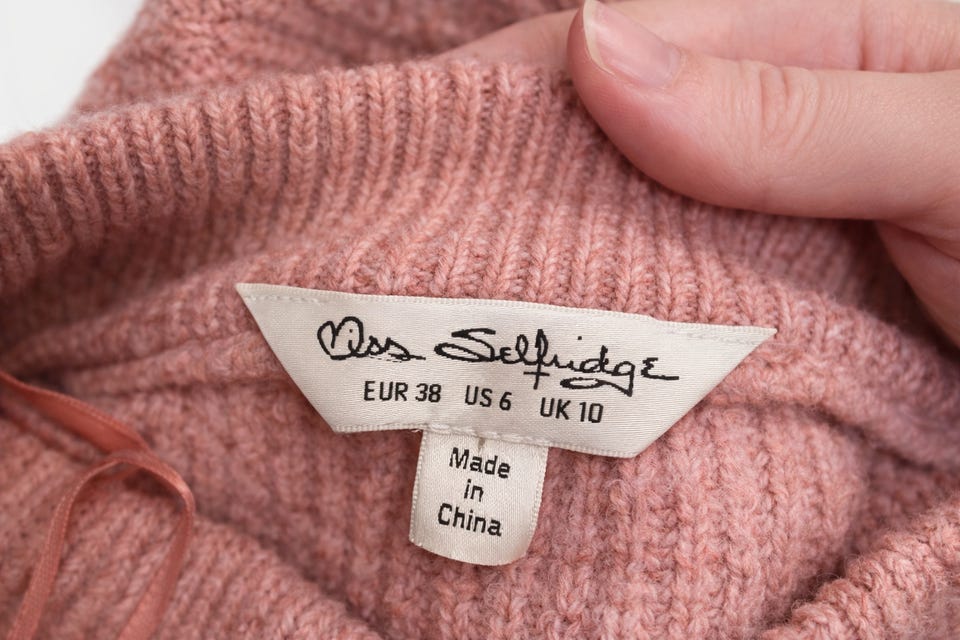 Miss Selfridge
EUR 38 US 6 UK 10
Made
in
China